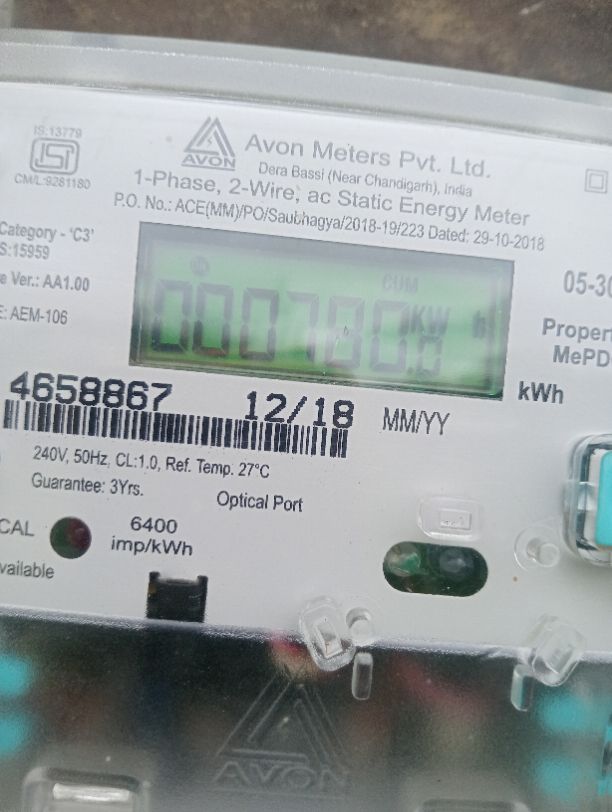 IS:13779
CM/L:9281180
AVON
Avon Meters Pvt. Ltd.
Dera Bassi (Near Chandigarh), India
1-Phase, 2-Wire, ac Static Energy Meter
P.O. No.: ACE(MM)/PO/Saubhagya/2018-19/223 Dated: 29-10-2018
Category - 'C3'
S:15959
e Ver.: AA1.00
E: AEM-106
CUM
000780.0 KW h
05-30
Proper
MePD
kWh
4658867 12/18 MM/YY
240V, 50Hz, CL:1.0, Ref. Temp. 27°C
Guarantee: 3Yrs.
Optical Port
CAL
6400
imp/kWh
vailable
AVON